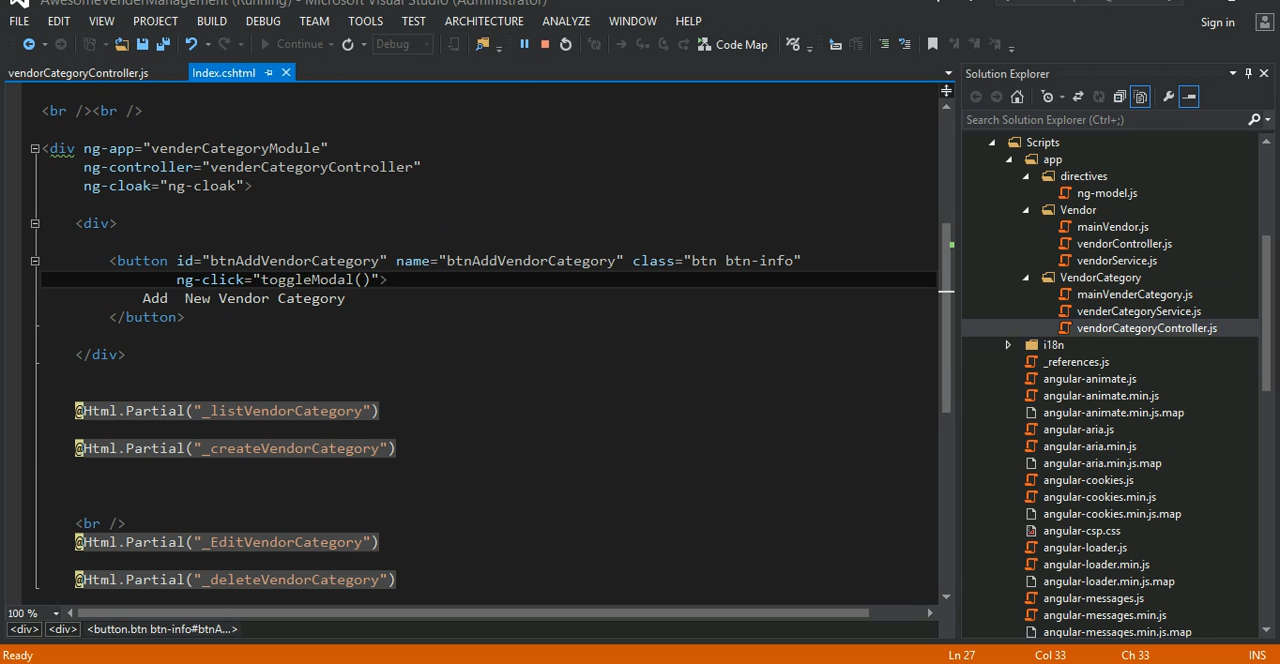 AwesomeVenderManagement (Running) - Microsoft Visual Studio (Administrator)
FILE EDIT VIEW PROJECT BUILD DEBUG TEAM TOOLS TEST ARCHITECTURE ANALYZE WINDOW HELP
Sign in
Continue Debug Code Map
vendorCategoryController.js Index.cshtml
<br /><br />
<div ng-app="venderCategoryModule"
ng-controller="venderCategoryController"
ng-cloak="ng-cloak">
<div>
<button id="btnAddVendorCategory" name="btnAddVendorCategory" class="btn btn-info"
ng-click="toggleModal()">
Add  New Vendor Category
</button>
</div>
@Html.Partial("_listVendorCategory")
@Html.Partial("_createVendorCategory")
<br />
@Html.Partial("_EditVendorCategory")
@Html.Partial("_deleteVendorCategory")
100 %
<div> <div> <button.btn btn-info#btnA...>
Solution Explorer
Search Solution Explorer (Ctrl+;)
Scripts
app
directives
ng-model.js
Vendor
mainVendor.js
vendorController.js
vendorService.js
VendorCategory
mainVenderCategory.js
venderCategoryService.js
vendorCategoryController.js
i18n
_references.js
angular-animate.js
angular-animate.min.js
angular-animate.min.js.map
angular-aria.js
angular-aria.min.js
angular-aria.min.js.map
angular-cookies.js
angular-cookies.min.js
angular-cookies.min.js.map
angular-csp.css
angular-loader.js
angular-loader.min.js
angular-loader.min.js.map
angular-messages.js
angular-messages.min.js
angular-messages.min.js.map
Ready Ln 27 Col 33 Ch 33 INS